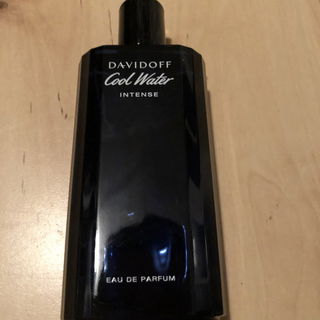 DAVIDOFF
Cool Water
INTENSE
EAU DE PARFUM